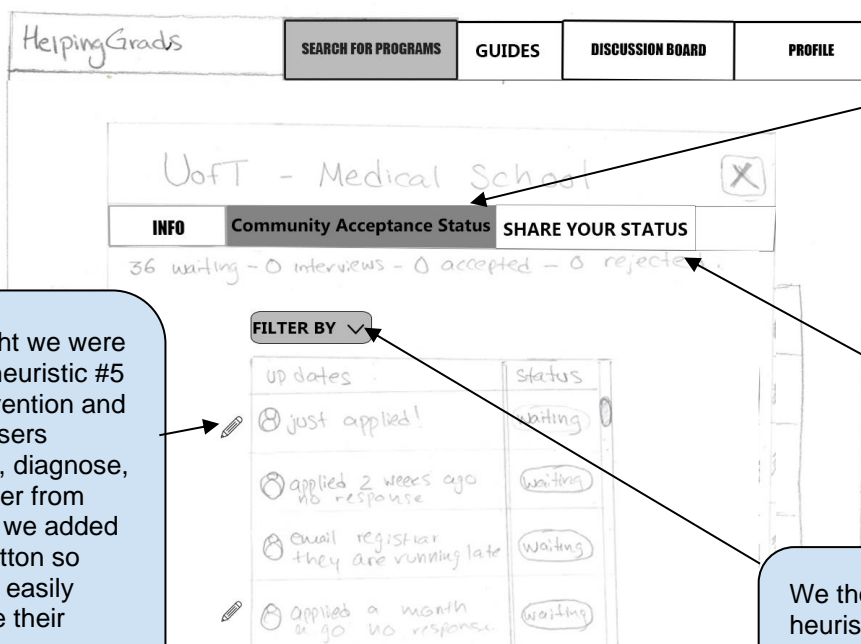 HelpingGrads
SEARCH FOR PROGRAMS
GUIDES
DISCUSSION BOARD
PROFILE
UofT - Medical School
X
INFO
Community Acceptance Status
SHARE YOUR STATUS
36 waiting - 0 interviews - 0 accepted - 0 rejected.
FILTER BY
updates
status
just applied!
waiting
applied 2 weeks ago
no response
waiting
email registrar
they are running late
waiting
applied a month
a go no response.
waiting
ht we were
heuristic #5
vention and
sers
, diagnose,
er from
we added
tton so
easily
e their
We the
heuris